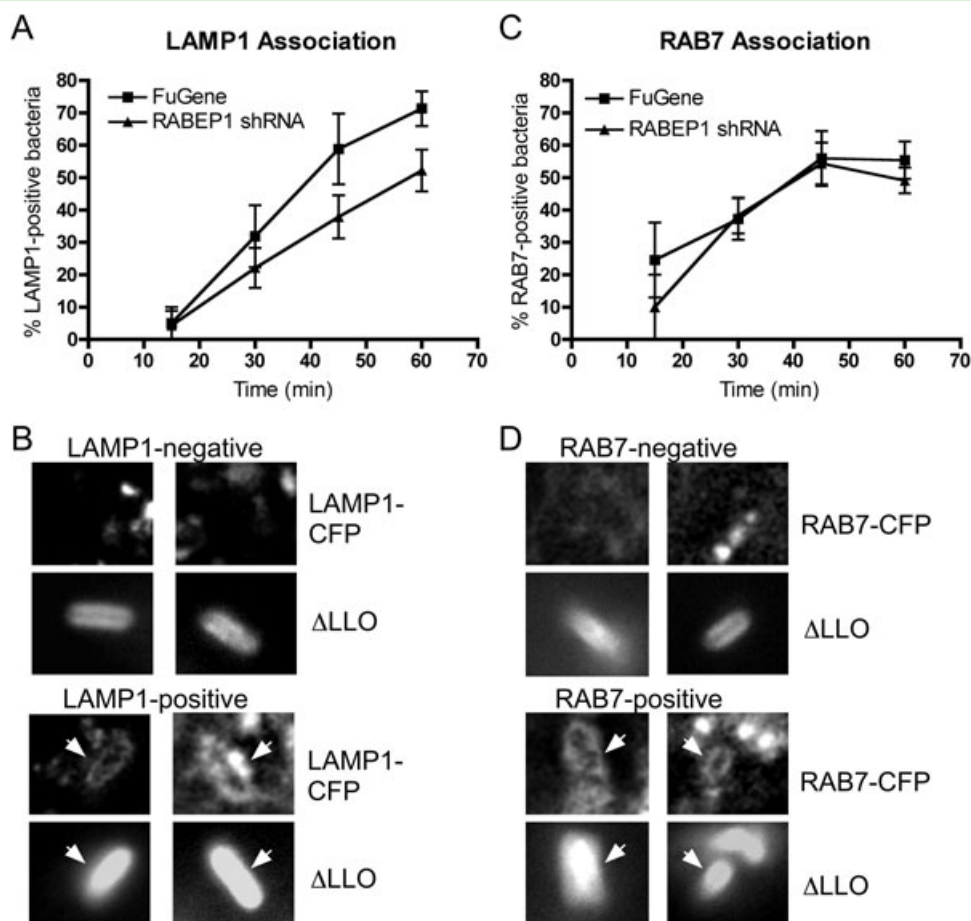 A
LAMP1 Association
% LAMP1-positive bacteria
80
70
60
50
40
30
20
10
0
FuGene
RABEP1 shRNA
0 10 20 30 40 50 60 70
Time (min)
B
LAMP1-negative
LAMP1-
CFP
ΔLLO
LAMP1-positive
LAMP1-
CFP
ΔLLO
C
RAB7 Association
% RAB7-positive bacteria
80
70
60
50
40
30
20
10
0
FuGene
RABEP1 shRNA
0 10 20 30 40 50 60 70
Time (min)
D
RAB7-negative
RAB7-CFP
ΔLLO
RAB7-positive
RAB7-CFP
ΔLLO